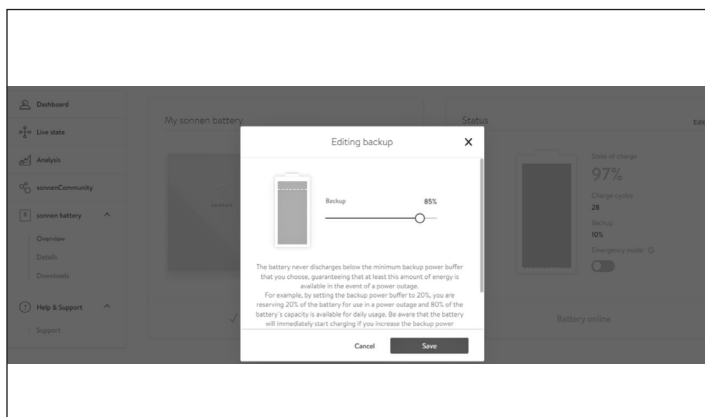 Dashboard
Live state
Analysis
sonnenCommunity
sonnen battery
Overview
Details
Downloads
Help & Support
Support
My sonnen battery
Status
Edit
State of charge
97%
Charge cycles
28
Backup
10%
Emergency mode
Battery online
Editing backup
Backup 85%
The battery never discharges below the minimum backup power buffer
that you choose, guaranteeing that at least this amount of energy is
available in the event of a power outage.
For example, by setting the backup power buffer to 20%, you are
reserving 20% of the battery for use in a power outage and 80% of the
battery's capacity is available for daily usage. Be aware that the battery
will immediately start charging if you increase the backup power
Cancel Save